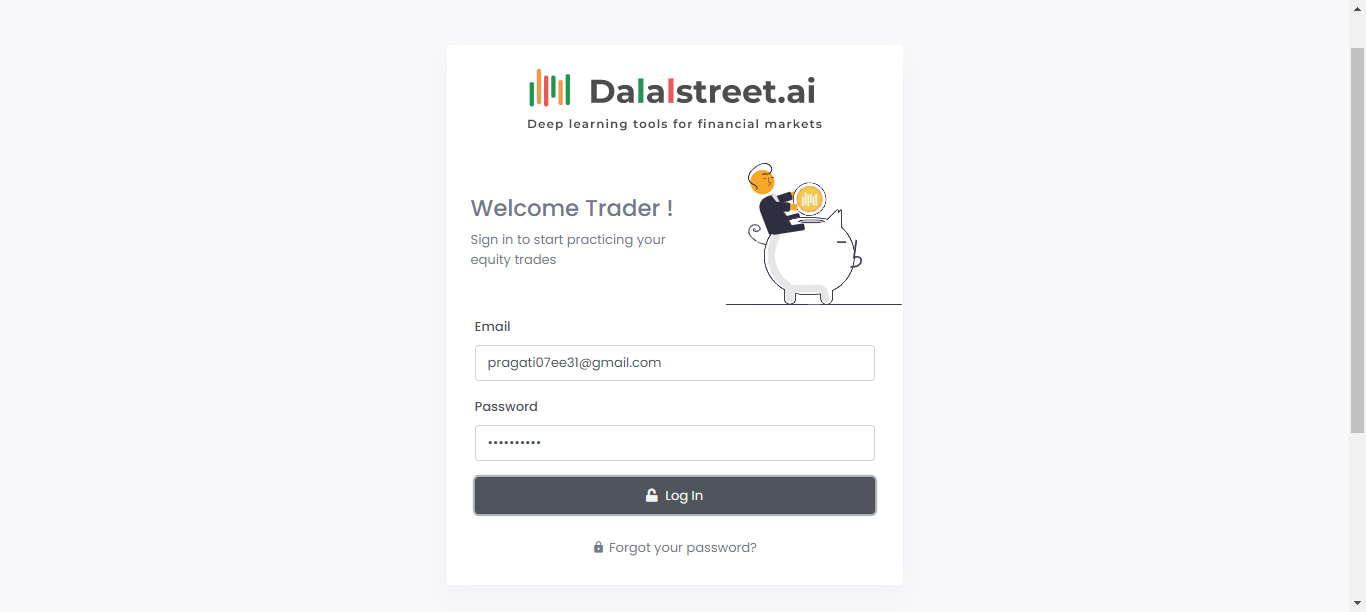 Dalalstreet.ai
Deep learning tools for financial markets
Welcome Trader !
Sign in to start practicing your
equity trades
Email
pragati07ee31@gmail.com
Password
••••••••••
Log In
Forgot your password?